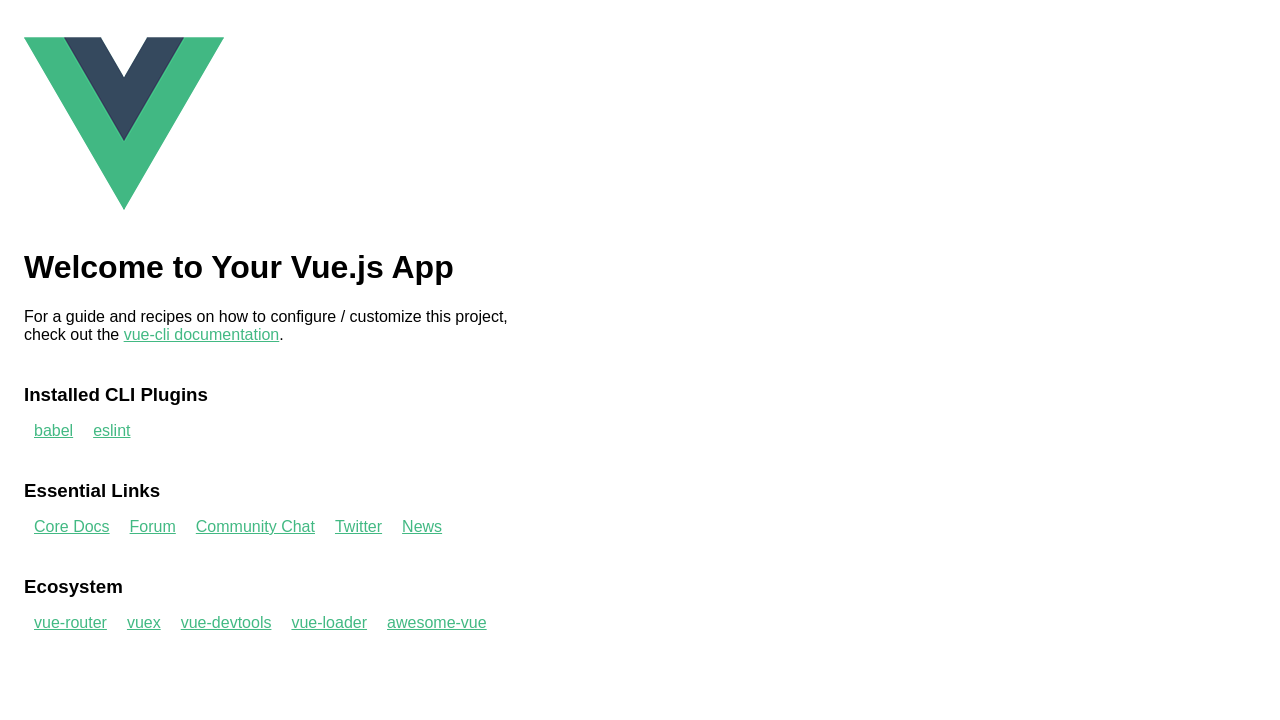 Welcome to Your Vue.js App
For a guide and recipes on how to configure / customize this project,
check out the vue-cli documentation.
Installed CLI Plugins
babel eslint
Essential Links
Core Docs Forum Community Chat Twitter News
Ecosystem
vue-router vuex vue-devtools vue-loader awesome-vue